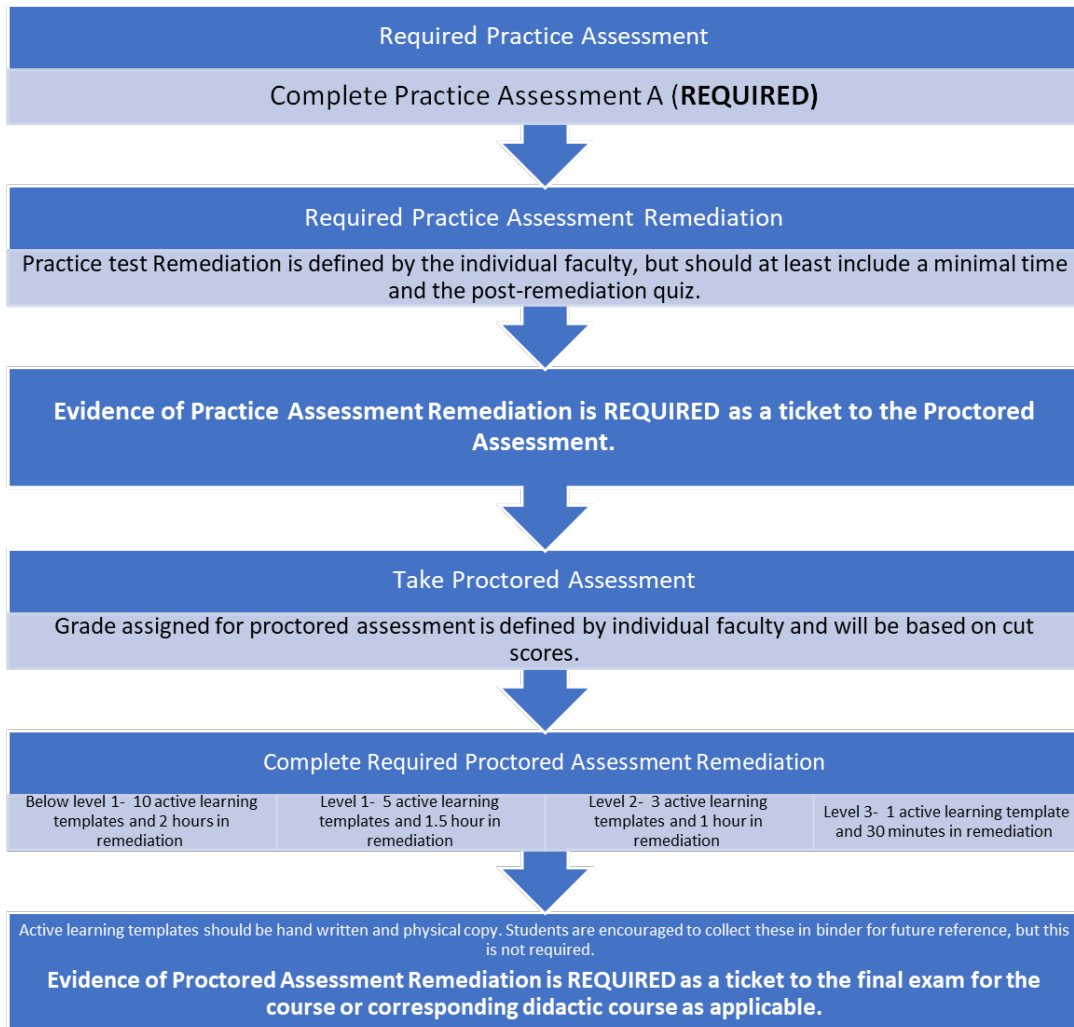 Required Practice Assessment
Complete Practice Assessment A (REQUIRED)
Required Practice Assessment Remediation
Practice test Remediation is defined by the individual faculty, but should at least include a minimal time
and the post-remediation quiz.
Evidence of Practice Assessment Remediation is REQUIRED as a ticket to the Proctored
Assessment.
Take Proctored Assessment
Grade assigned for proctored assessment is defined by individual faculty and will be based on cut
scores.
Complete Required Proctored Assessment Remediation
Below level 1- 10 active learning
templates and 2 hours in
remediation
Level 1- 5 active learning
templates and 1.5 hour in
remediation
Level 2- 3 active learning
templates and 1 hour in
remediation
Level 3- 1 active learning template
and 30 minutes in remediation
Active learning templates should be hand written and physical copy. Students are encouraged to collect these in binder for future reference, but this
is not required.
Evidence of Proctored Assessment Remediation is REQUIRED as a ticket to the final exam for the
course or corresponding didactic course as applicable.